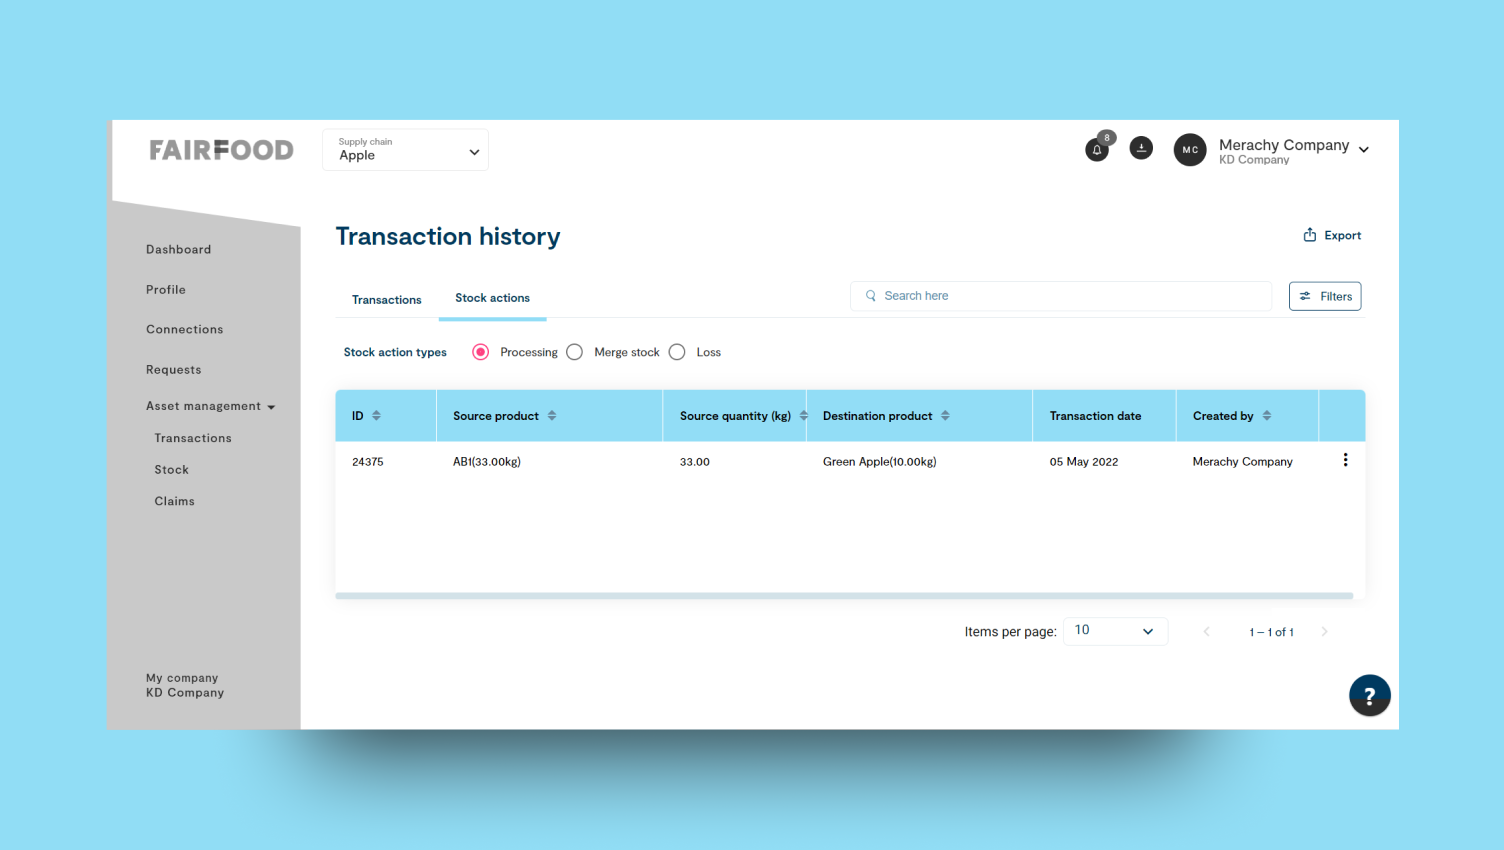 FAIRFOOD
Supply chain
Apple
8
MC
Merachy Company
KD Company
Dashboard
Profile
Connections
Requests
Asset management
Transactions
Stock
Claims
My company
KD Company
Transaction history
Export
Transactions
Stock actions
Search here
Filters
Stock action types
Processing
Merge stock
Loss
ID
Source product
Source quantity (kg)
Destination product
Transaction date
Created by
24375
AB1(33.00kg)
33.00
Green Apple(10.00kg)
05 May 2022
Merachy Company
Items per page:
10
1 – 1 of 1
?